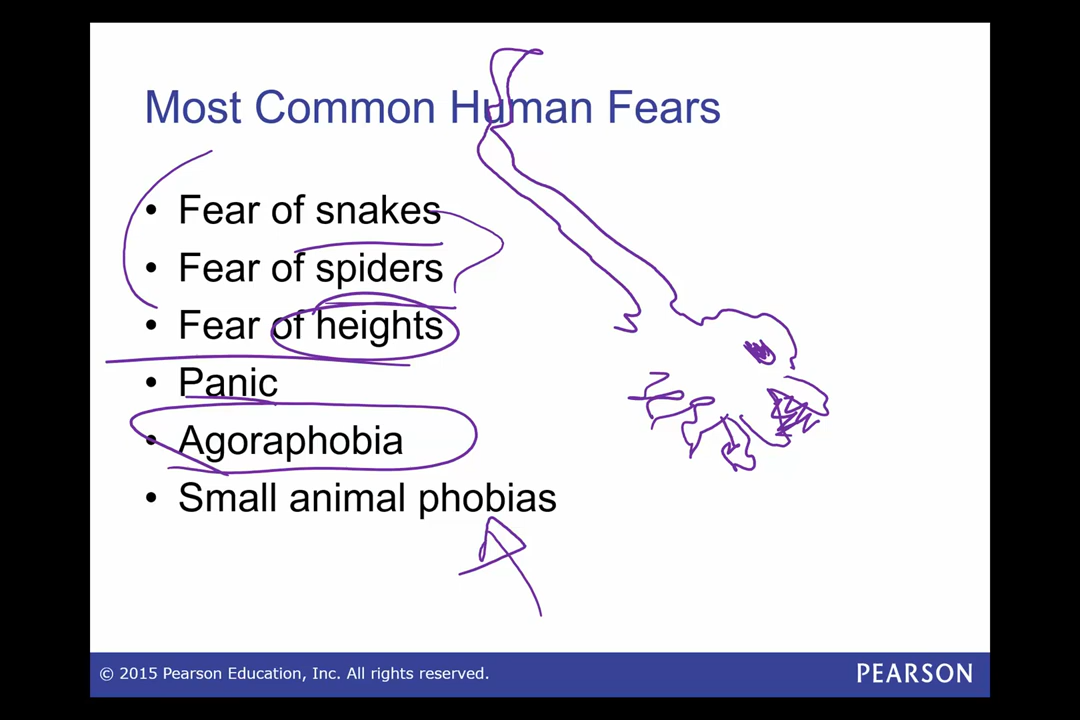 Most Common Human Fears
• Fear of snakes
• Fear of spiders
• Fear of heights
• Panic
• Agoraphobia
• Small animal phobias
© 2015 Pearson Education, Inc. All rights reserved.
PEARSON